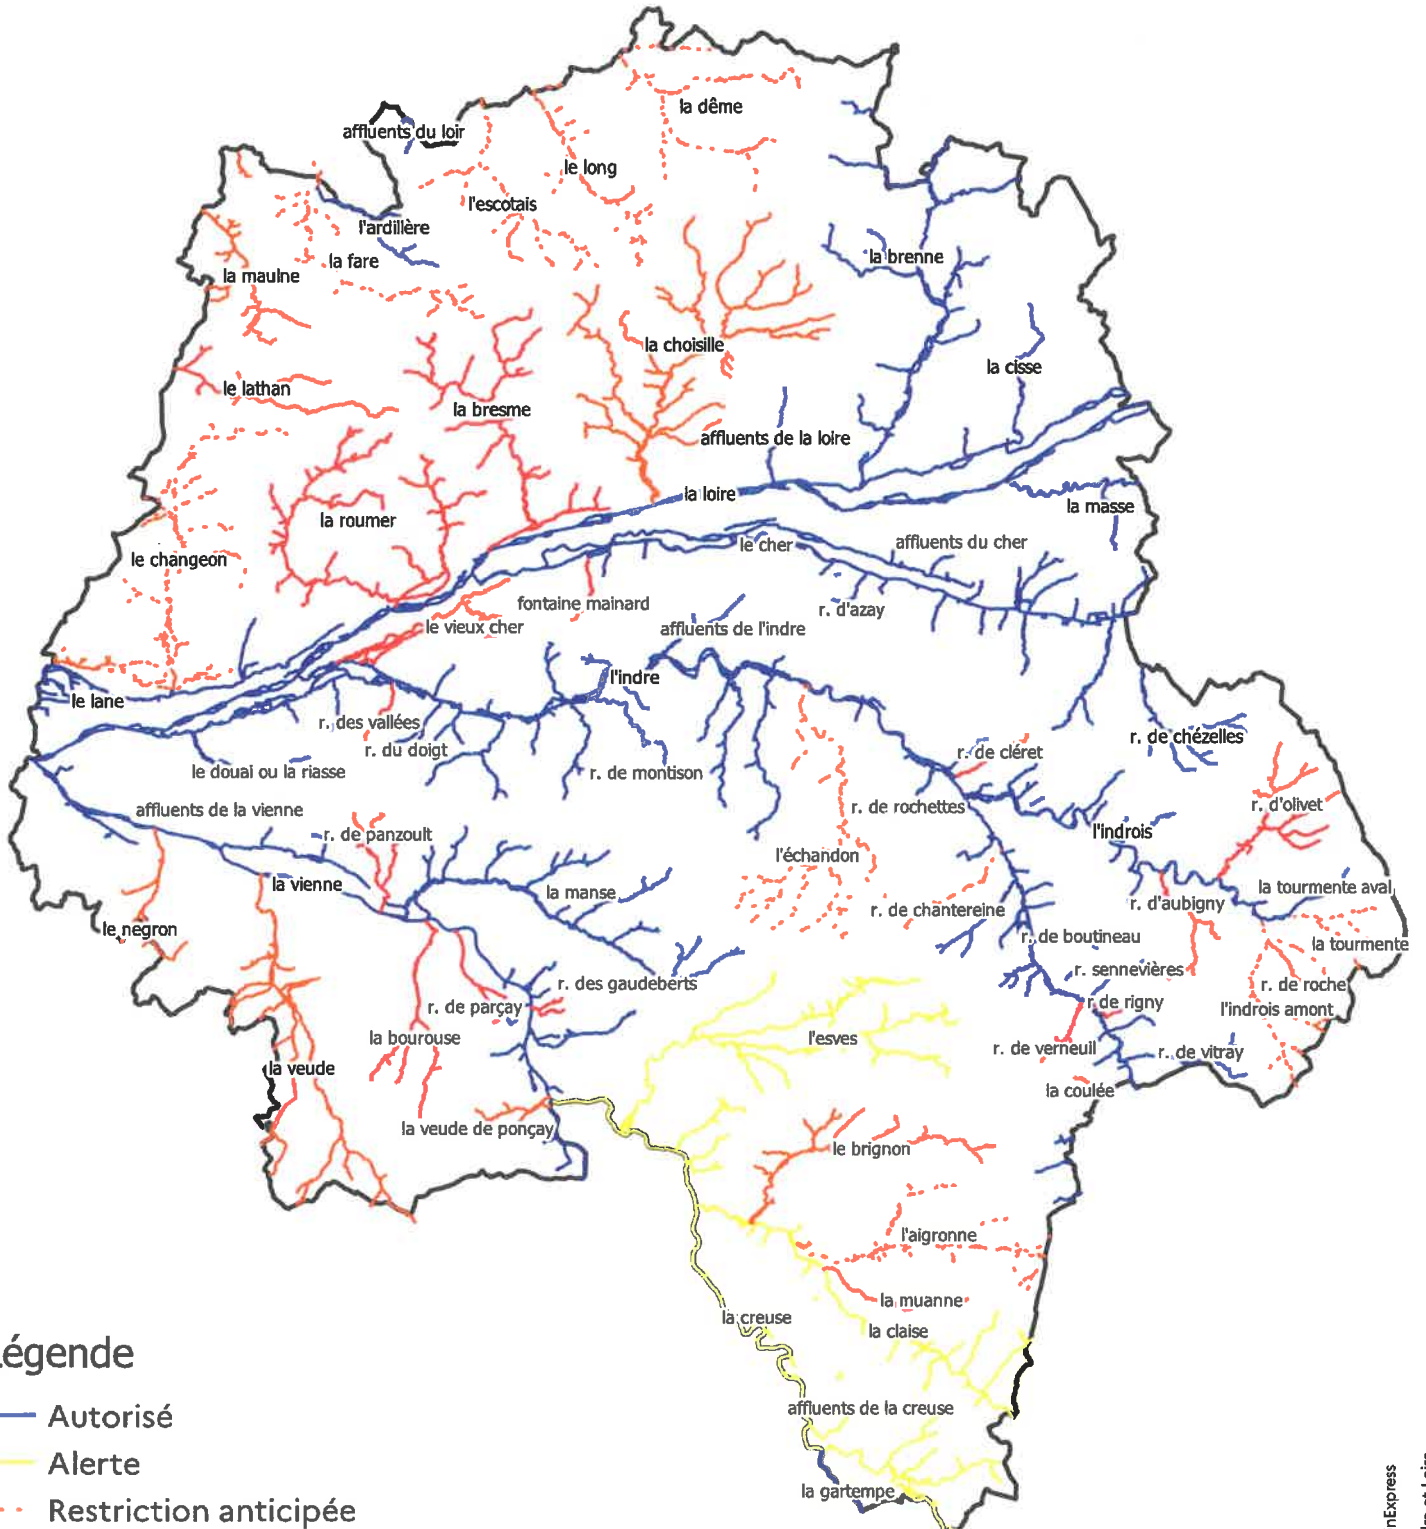 la dême
affluents du loir
le long
l'escotais
l'ardillère
la fare
la brenne
la maulne
la choisille
la cisse
le lathan
la bresme
affluents de la loire
la loire
la masse
la roumer
le cher
affluents du cher
le changeon
fontaine mainard
r. d'azay
le vieux cher
affluents de l'indre
l'indre
le lane
r. des vallées
r. de chézelles
r. du doigt
r. de cléret
le douai ou la riasse
r. de montison
affluents de la vienne
r. de rochettes
r. d'olivet
r. de panzoult
l'indrois
l'échandon
la vienne
la manse
la tourmente aval
r. d'aubigny
r. de chantereine
le négron
r. de boutineau
la tourmente
r. sennevières
r. des gaudeberts
r. de roche
r. de parçay
r de rigny
l'indrois amont
la bourouse
l'esves
r. de verneuil
r. de vitray
la veude
la coulée
la veude de ponçay
le brignon
l'aigronne
la muanne
la creuse
la claise
égende
affluents de la creuse
Autorisé
Alerte
la gartempe
Restriction anticipée
nExpress